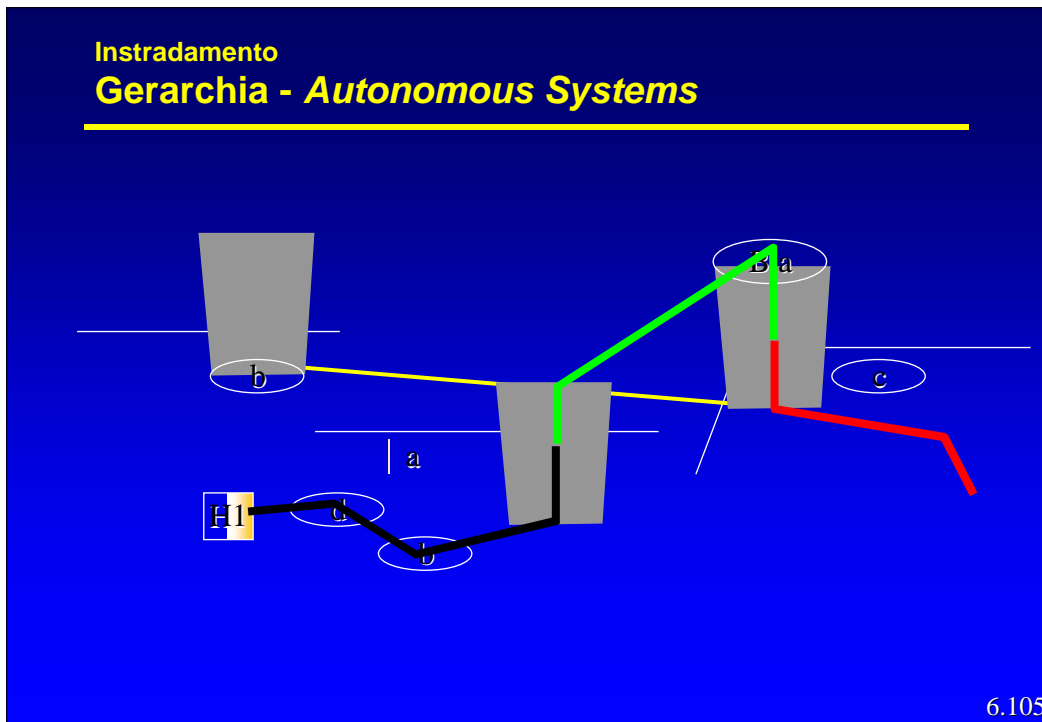 Instradamento
Gerarchia - Autonomous Systems
B.a
b
c
a
H1
d
b
6.105